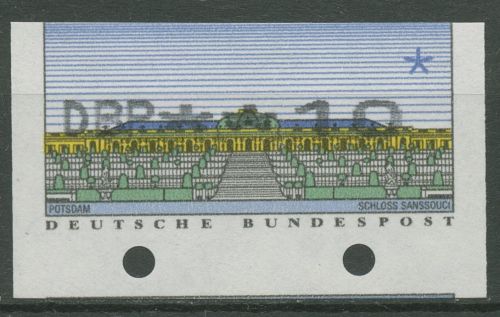 DBP** 10
POTSDAM SCHLOSS SANSSOUCI
DEUTSCHE BUNDESPOST